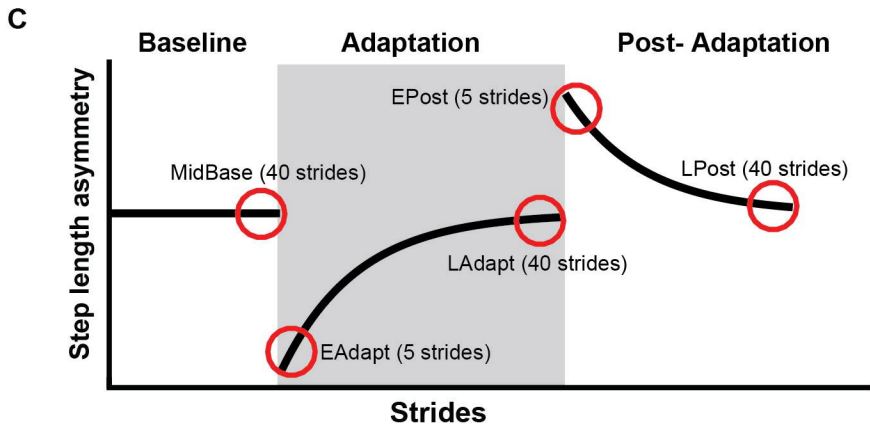 C
Baseline
Adaptation
Post- Adaptation
EPost (5 strides)
MidBase (40 strides)
LPost (40 strides)
LAdapt (40 strides)
EAdapt (5 strides)
Step length asymmetry
Strides